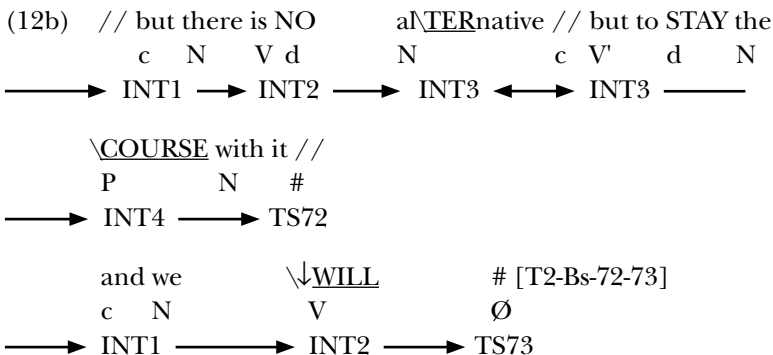 (12b) // but there is NO al\TERnative // but to STAY the
c N V d N c V' d N
INT1 INT2 INT3 INT3
\COURSE with it //
P N #
INT4 TS72
and we \↓WILL # [T2-Bs-72-73]
c N V Ø
INT1 INT2 TS73